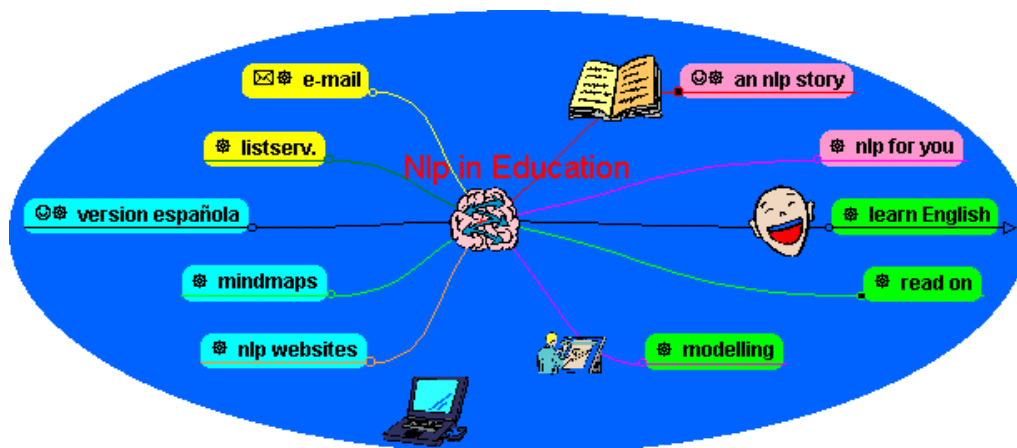 Nlp in Education
e-mail
listserv.
version española
mindmaps
nlp websites
an nlp story
nlp for you
learn English
read on
modelling